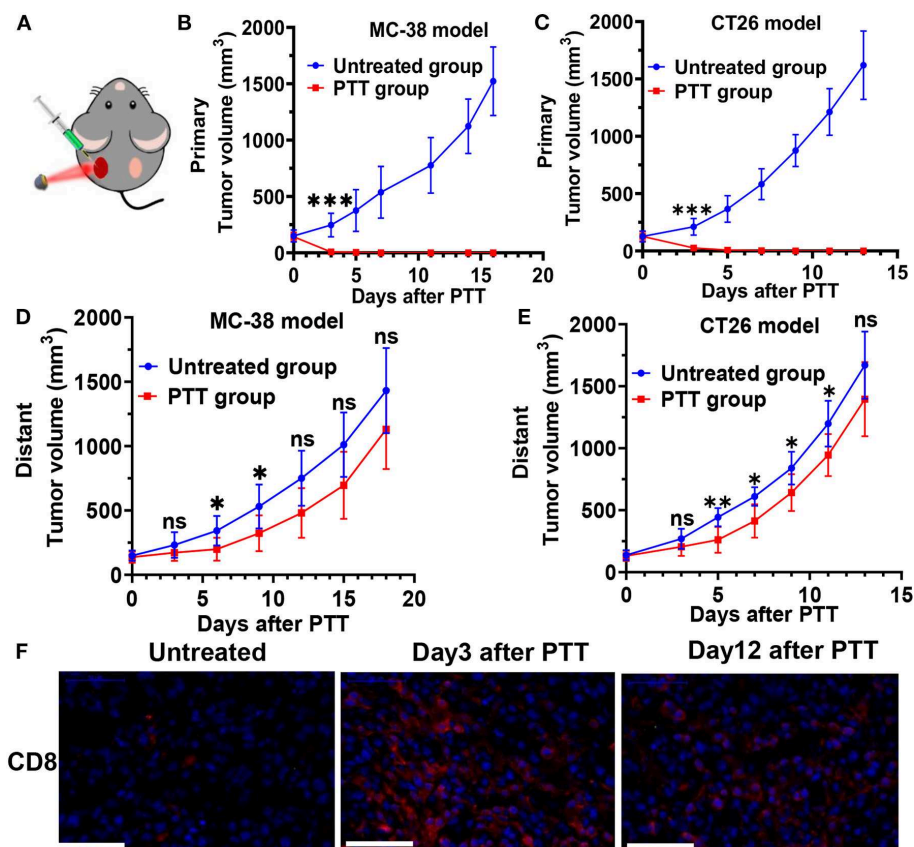 A
B
MC-38 model
Primary
Tumor volume (mm3)
2000
1500
1000
500
0
Untreated group
PTT group
***
0 5 10 15 20
Days after PTT
C
CT26 model
Primary
Tumor volume (mm3)
2000
1500
1000
500
0
Untreated group
PTT group
***
0 5 10 15
Days after PTT
D
MC-38 model
Distant
Tumor volume (mm3)
2000
1500
1000
500
0
Untreated group
PTT group
ns * * ns ns ns
0 5 10 15 20
Days after PTT
E
CT26 model
Distant
Tumor volume (mm3)
2000
1500
1000
500
0
Untreated group
PTT group
ns ** * * * ns
0 5 10 15
Days after PTT
F
Untreated Day3 after PTT Day12 after PTT
CD8